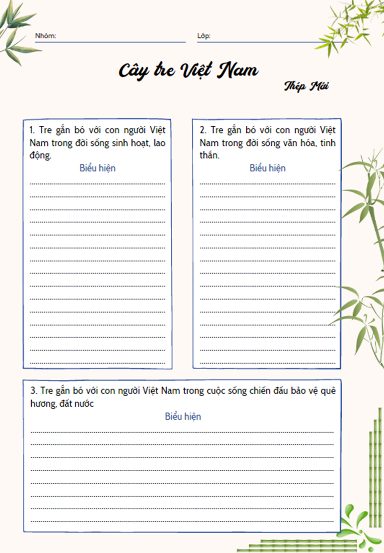 Nhóm: Lớp:
Cây tre Việt Nam
Thép Mới
1. Tre gắn bó với con người Việt
Nam trong đời sống sinh hoạt, lao
động.
Biểu hiện
2. Tre gắn bó với con người Việt
Nam trong đời sống văn hóa, tinh
thần.
Biểu hiện
3. Tre gắn bó với con người Việt Nam trong cuộc sống chiến đấu bảo vệ quê
hương, đất nước
Biểu hiện